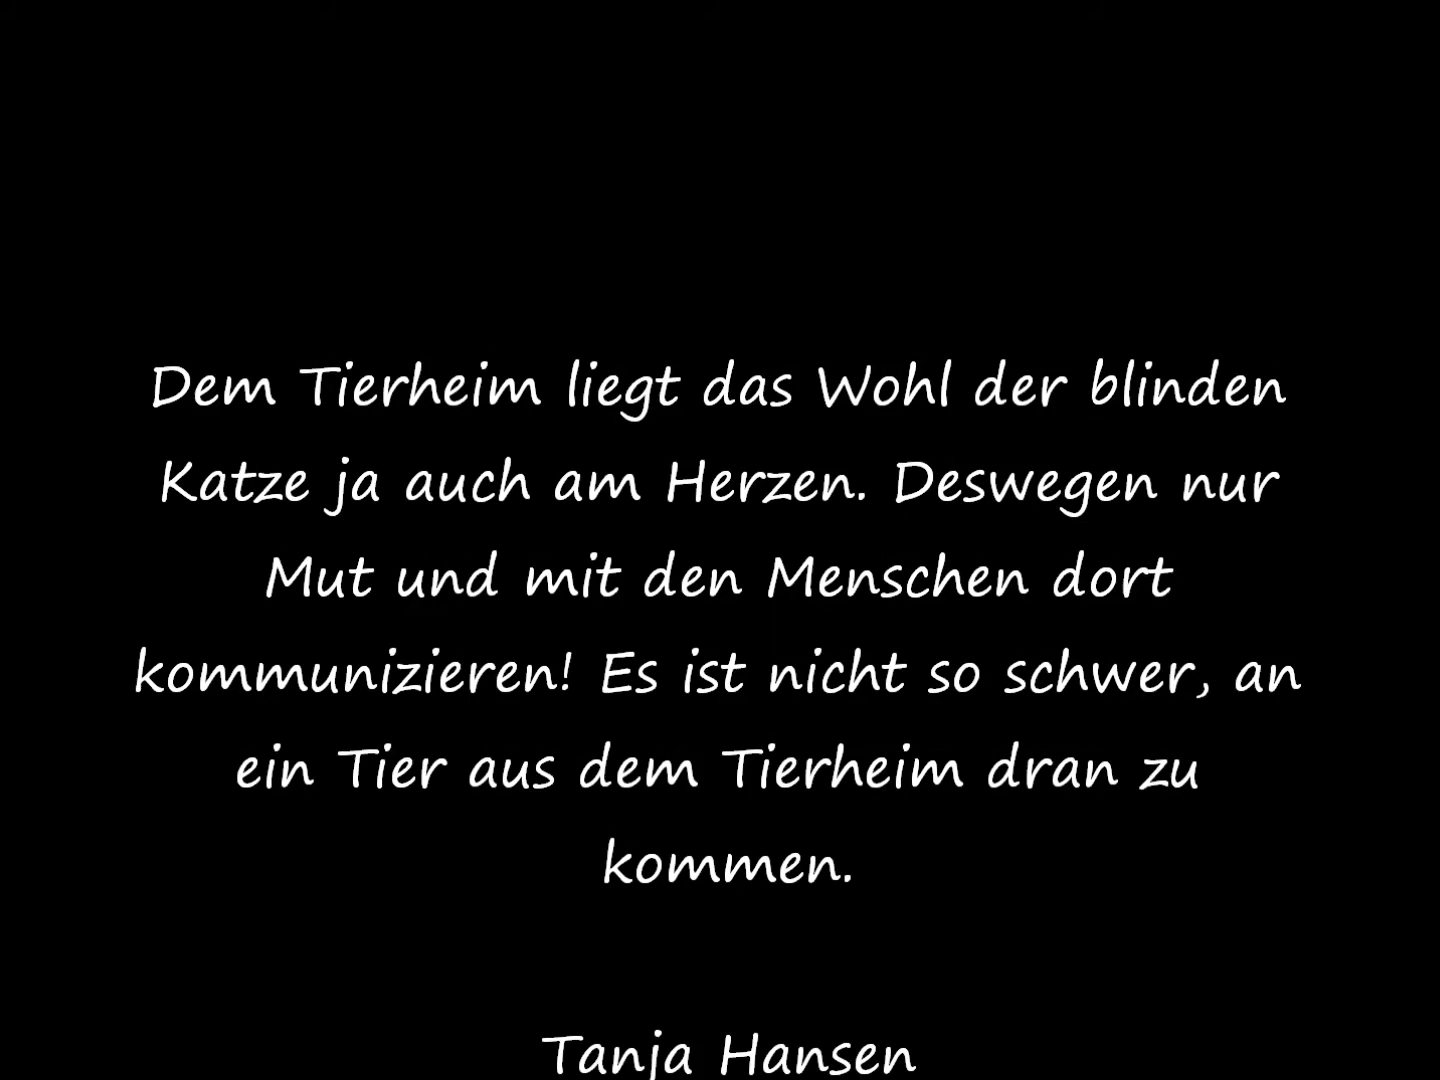 Dem Tierheim liegt das Wohl der blinden
Katze ja auch am Herzen. Deswegen nur
Mut und mit den Menschen dort
kommunizieren! Es ist nicht so schwer, an
ein Tier aus dem Tierheim dran zu
kommen.
Tanja Hansen